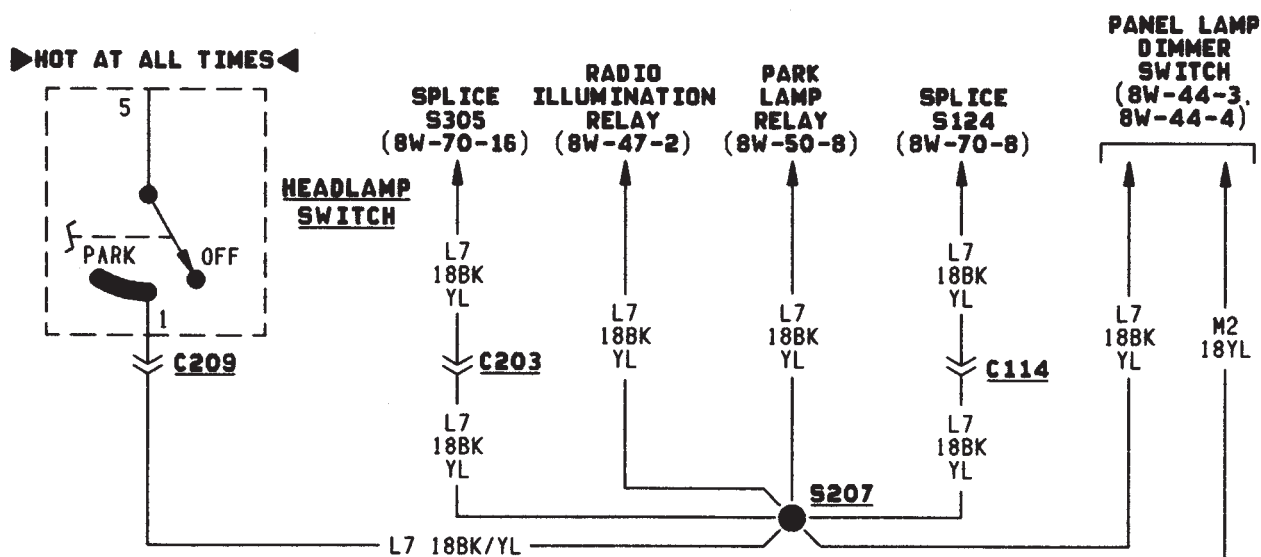 ▶HOT AT ALL TIMES◀
5
HEADLAMP
SWITCH
PARK
OFF
1
C209
SPLICE
S305
(8W-70-16)
L7
18BK
YL
C203
L7
18BK
YL
RADIO
ILLUMINATION
RELAY
(8W-47-2)
L7
18BK
YL
PARK
LAMP
RELAY
(8W-50-8)
L7
18BK
YL
SPLICE
S124
(8W-70-8)
L7
18BK
YL
C114
L7
18BK
YL
PANEL LAMP
DIMMER
SWITCH
(8W-44-3,
8W-44-4)
L7
18BK
YL
M2
18YL
S207
L7 18BK/YL